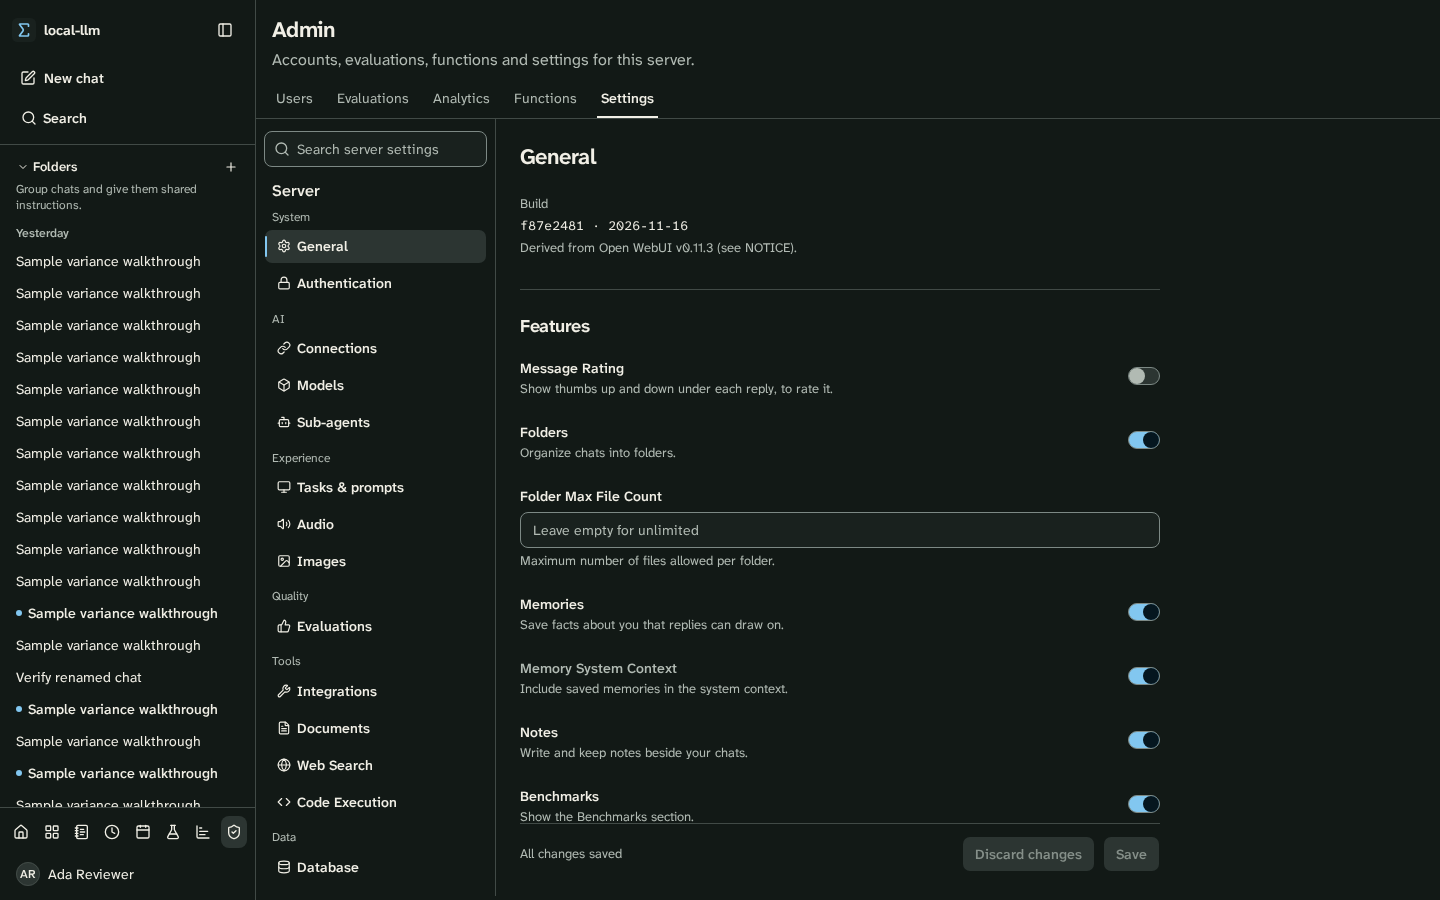 local-llm
New chat
Search
Folders
Group chats and give them shared
instructions.
Yesterday
Sample variance walkthrough
Sample variance walkthrough
Sample variance walkthrough
Sample variance walkthrough
Sample variance walkthrough
Sample variance walkthrough
Sample variance walkthrough
Sample variance walkthrough
Sample variance walkthrough
Sample variance walkthrough
Sample variance walkthrough
Sample variance walkthrough
Sample variance walkthrough
Verify renamed chat
Sample variance walkthrough
Sample variance walkthrough
Sample variance walkthrough
Sample variance walkthrough
AR
Ada Reviewer
Admin
Accounts, evaluations, functions and settings for this server.
Users Evaluations Analytics Functions Settings
Search server settings
Server
System
General
Authentication
AI
Connections
Models
Sub-agents
Experience
Tasks & prompts
Audio
Images
Quality
Evaluations
Tools
Integrations
Documents
Web Search
Code Execution
Data
Database
General
Build
f87e2481 · 2026-11-16
Derived from Open WebUI v0.11.3 (see NOTICE).
Features
Message Rating
Show thumbs up and down under each reply, to rate it.
Folders
Organize chats into folders.
Folder Max File Count
Leave empty for unlimited
Maximum number of files allowed per folder.
Memories
Save facts about you that replies can draw on.
Memory System Context
Include saved memories in the system context.
Notes
Write and keep notes beside your chats.
Benchmarks
Show the Benchmarks section.
All changes saved
Discard changes
Save